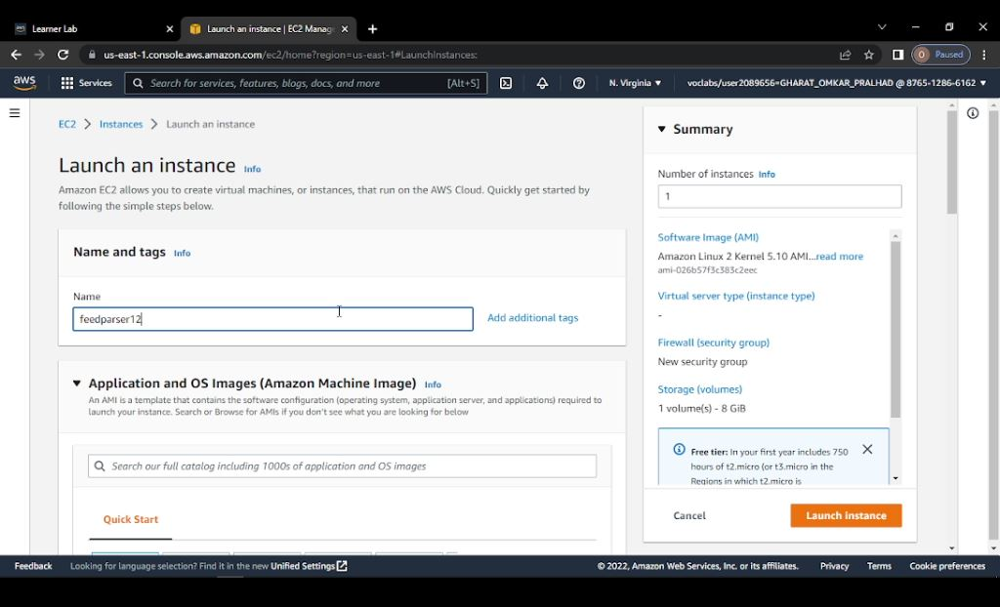 Learner Lab
Launch an instance | EC2 Manag
us-east-1.console.aws.amazon.com/ec2/home?region=us-east-1#LaunchInstances:
O Paused
aws
Services
Search for services, features, blogs, docs, and more [Alt+S]
N. Virginia
voclabs/user2089656=GHARAT_OMKAR_PRALHAD @ 8765-1286-6162
EC2 > Instances > Launch an instance
Launch an instance Info
Amazon EC2 allows you to create virtual machines, or instances, that run on the AWS Cloud. Quickly get started by
following the simple steps below.
Name and tags Info
Name
feedparser12
Add additional tags
Application and OS Images (Amazon Machine Image) Info
An AMI is a template that contains the software configuration (operating system, application server, and applications) required to
launch your instance. Search or Browse for AMIs if you don't see what you are looking for below
Search our full catalog including 1000s of application and OS images
Quick Start
Summary
Number of instances Info
1
Software Image (AMI)
Amazon Linux 2 Kernel 5.10 AMI...read more
ami-026b57f3c383c2eec
Virtual server type (instance type)
-
Firewall (security group)
New security group
Storage (volumes)
1 volume(s) - 8 GiB
Free tier: In your first year includes 750
hours of t2.micro (or t3.micro in the
Regions in which t2.micro is
Cancel
Launch instance
Feedback
Looking for language selection? Find it in the new Unified Settings
© 2022, Amazon Web Services, Inc. or its affiliates.
Privacy
Terms
Cookie preferences